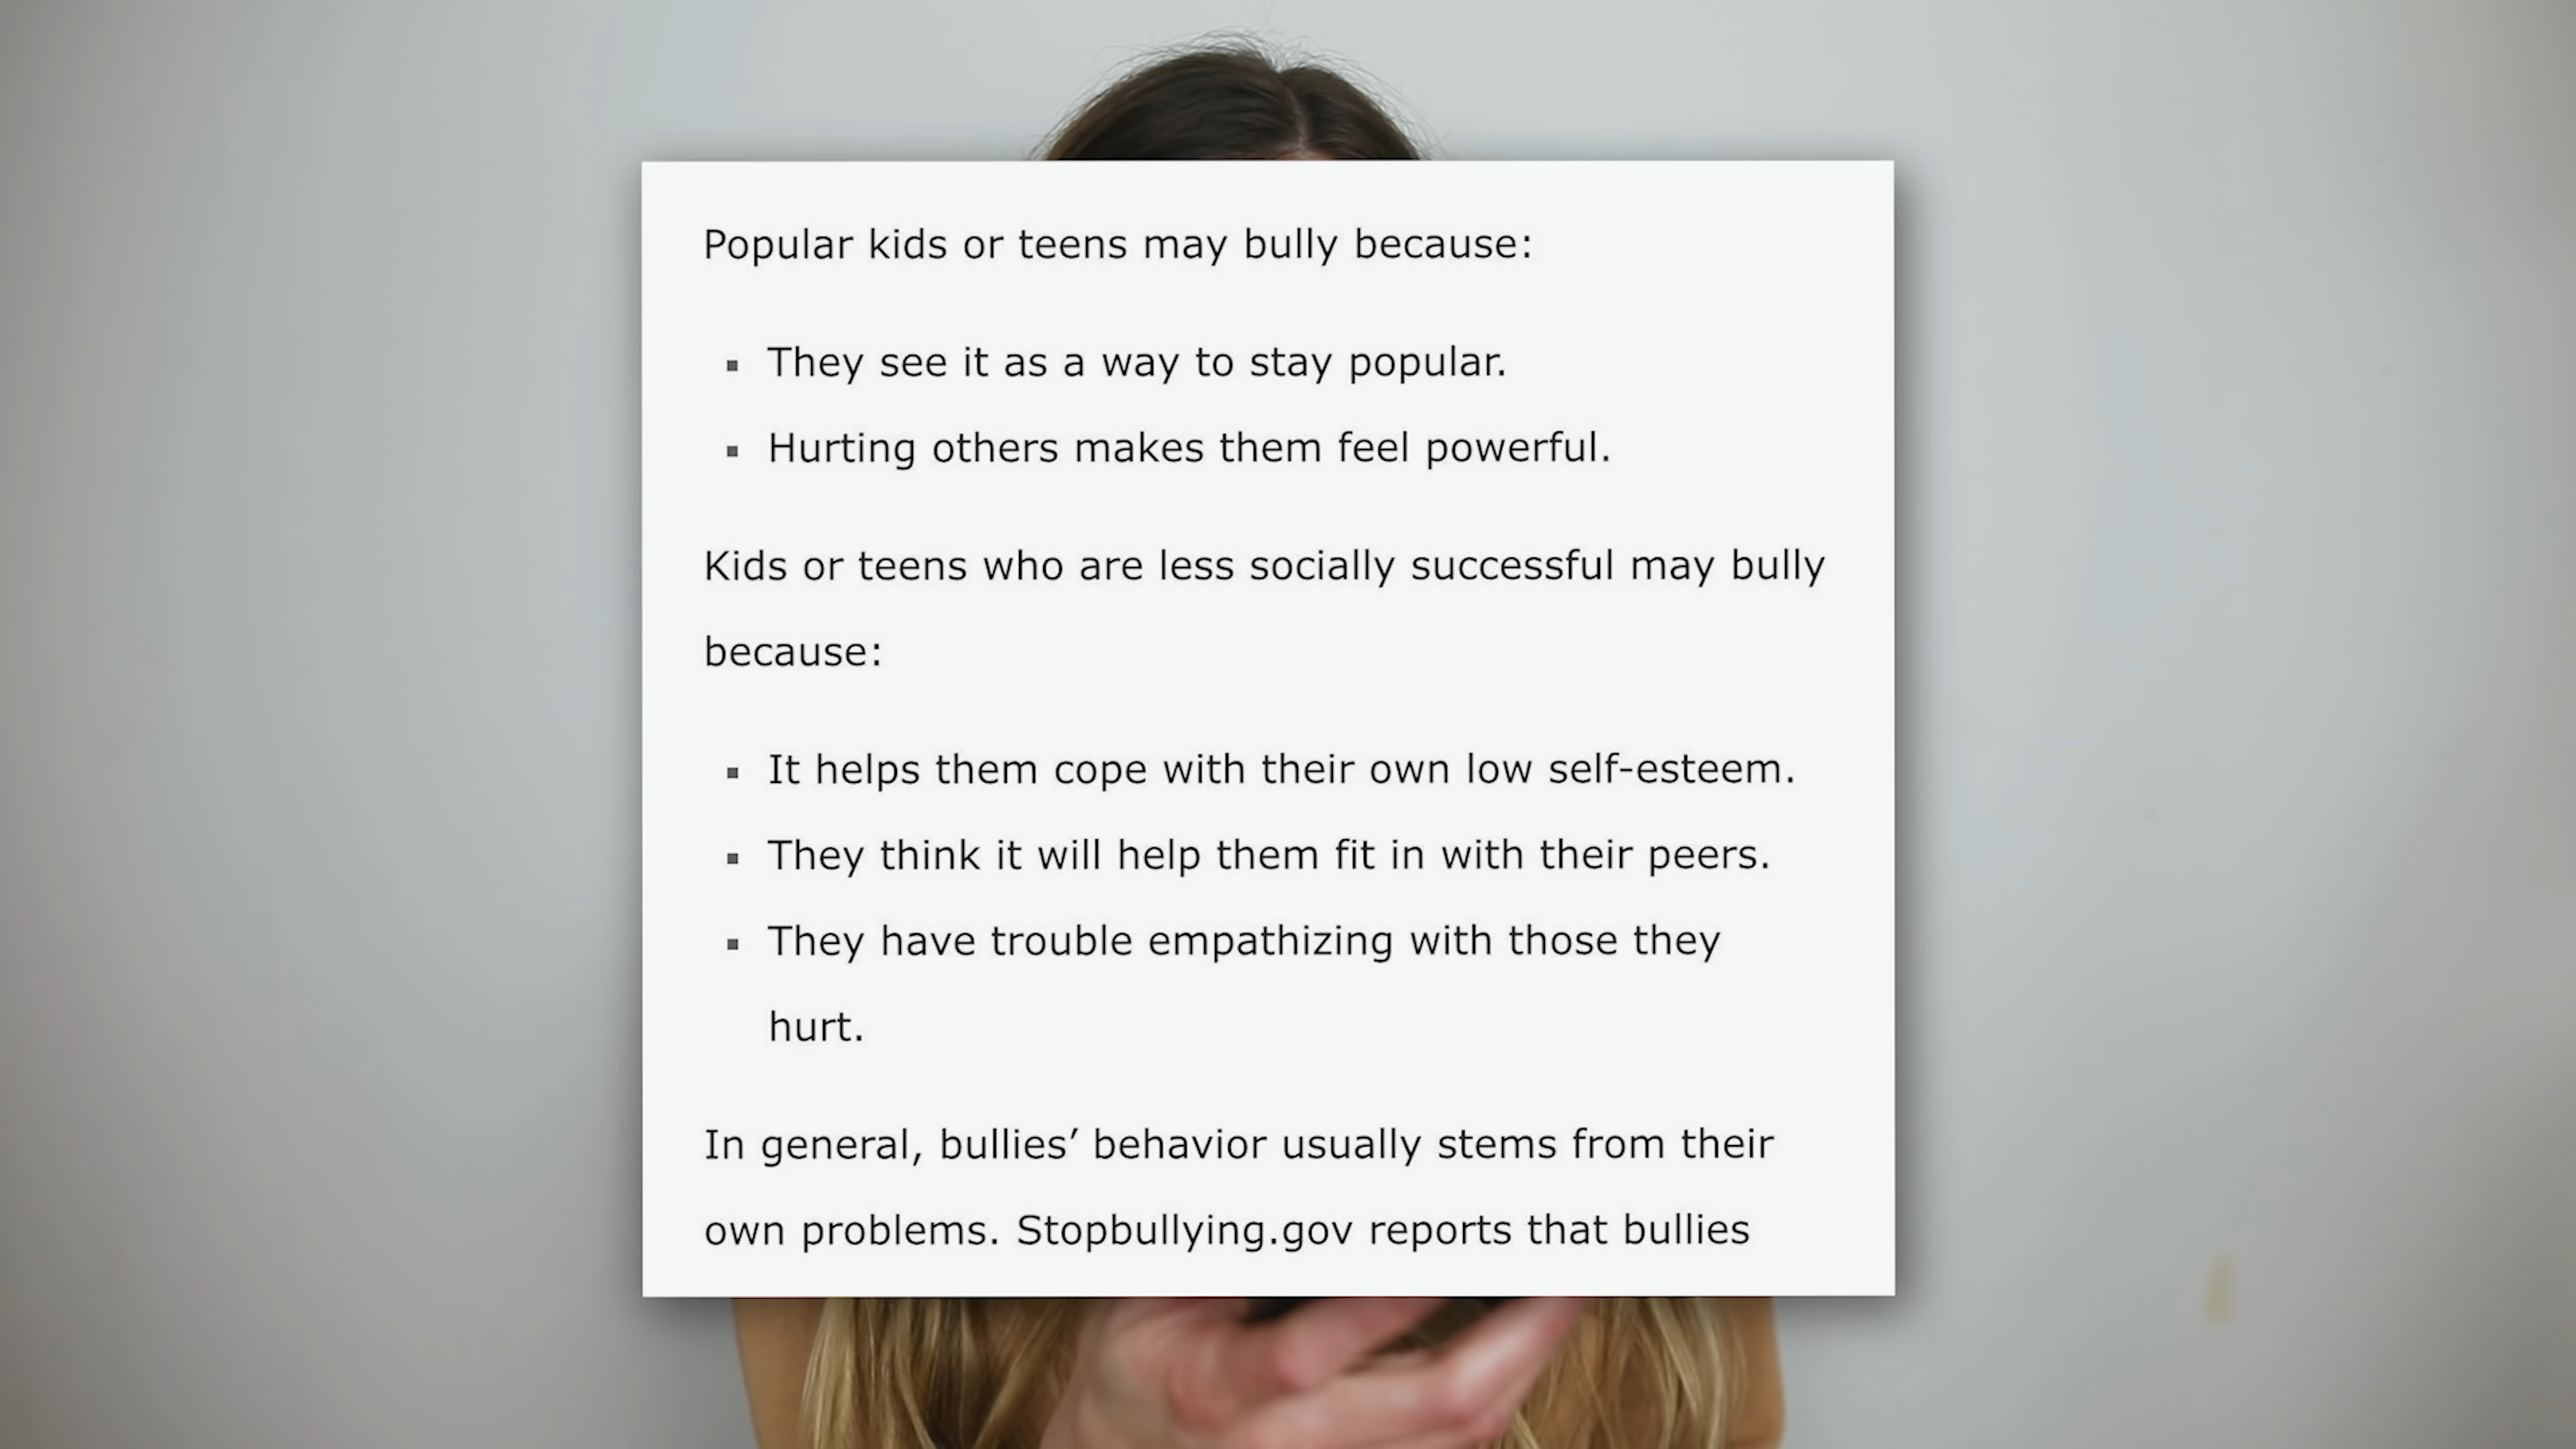 Popular kids or teens may bully because:
▪ They see it as a way to stay popular.
▪ Hurting others makes them feel powerful.
Kids or teens who are less socially successful may bully
because:
▪ It helps them cope with their own low self-esteem.
▪ They think it will help them fit in with their peers.
▪ They have trouble empathizing with those they
hurt.
In general, bullies’ behavior usually stems from their
own problems. Stopbullying.gov reports that bullies